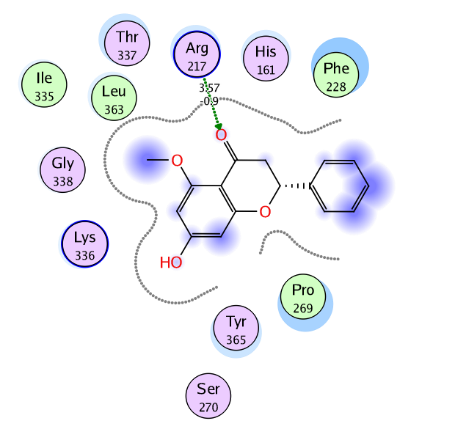 Thr
337
Arg
217
His
161
Phe
228
Ile
335
Leu
363
3.57
-0.9
O
Gly
338
O
O
Lys
336
HO
Pro
269
Tyr
365
Ser
270